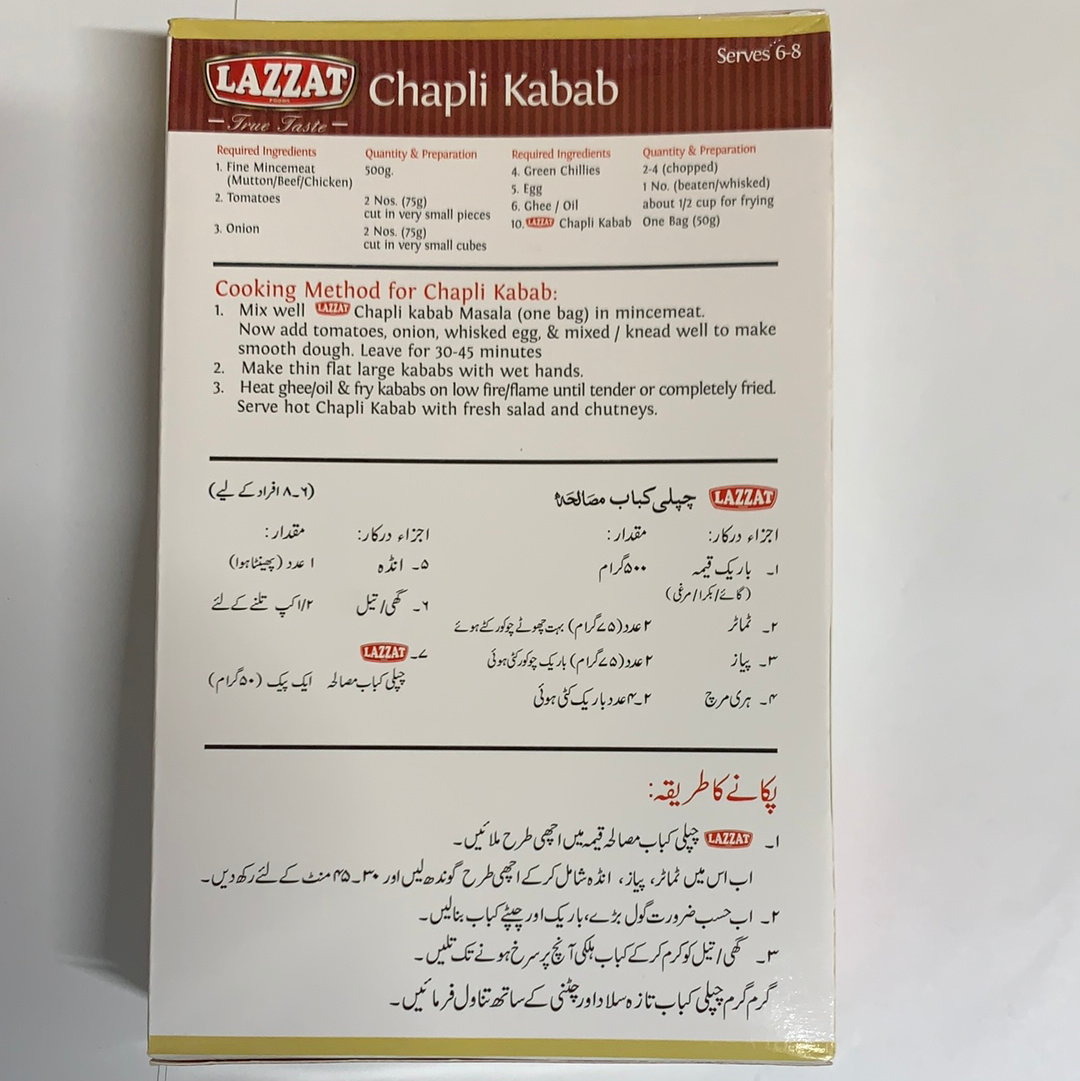 LAZZAT
FOODS
True Taste
Chapli Kabab
Serves 6-8
Required Ingredients
Quantity & Preparation
1. Fine Mincemeat
(Mutton/Beef/Chicken)
500g.
2. Tomatoes
2 Nos. (75g)
cut in very small pieces
3. Onion
2 Nos. (75g)
cut in very small cubes
Required Ingredients
Quantity & Preparation
4. Green Chillies
2-4 (chopped)
5. Egg
1 No. (beaten/whisked)
6. Ghee / Oil
about 1/2 cup for frying
10. LAZZAT Chapli Kabab
One Bag (50g)
Cooking Method for Chapli Kabab:
1. Mix well LAZZAT Chapli kabab Masala (one bag) in mincemeat.
Now add tomatoes, onion, whisked egg, & mixed / knead well to make
smooth dough. Leave for 30-45 minutes
2. Make thin flat large kababs with wet hands.
3. Heat ghee/oil & fry kababs on low fire/flame until tender or completely fried.
Serve hot Chapli Kabab with fresh salad and chutneys.
LAZZAT چپلی کباب مصالحہ
(۶۔۸ افراد کے لیے)
اجزاء درکار:
مقدار:
۱۔ باریک قیمہ
(گائے/بکرا/مرغی)
۵۰۰گرام
۲۔ ٹماٹر
۲عدد(۷۵گرام) بہت چھوٹے چوکور کٹے ہوئے
۳۔ پیاز
۲عدد(۷۵گرام) باریک چوکور کٹی ہوئی
۴۔ ہری مرچ
۲۔۴عدد باریک کٹی ہوئی
اجزاء درکار:
مقدار:
۵۔ انڈہ
۱ عدد (پھینٹا ہوا)
۶۔ گھی/تیل
۱/۲ کپ تلنے کے لئے
۷۔ LAZZAT
چپلی کباب مصالحہ
ایک پیک (۵۰گرام)
پکانے کا طریقہ:
۱۔ LAZZAT چپلی کباب مصالحہ قیمہ میں اچھی طرح ملائیں۔
اب اس میں ٹماٹر، پیاز، انڈہ شامل کرکے اچھی طرح گوندھ لیں اور ۳۰۔۴۵ منٹ کے لئے رکھ دیں۔
۲۔ اب حسب ضرورت گول بڑے، باریک اور چپٹے کباب بنالیں۔
۳۔ گھی/تیل کو گرم کرکے کباب ہلکی آنچ پر سرخ ہونے تک تلیں۔
گرم گرم چپلی کباب تازہ سلاد اور چٹنی کے ساتھ تناول فرمائیں۔